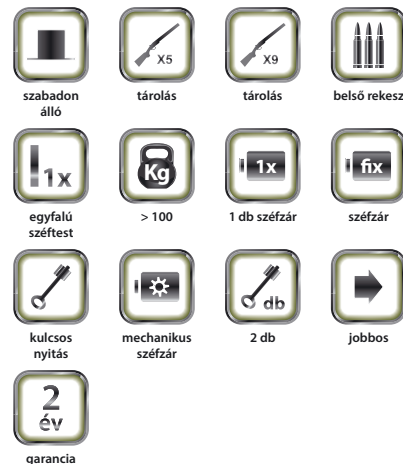 X5
X9
szabadon
álló
tárolás
tárolás
belső rekesz
1x
Kg
1x
fix
egyfalú
széftest
> 100
1 db széfzár
széfzár
db
kulcsos
nyitás
mechanikus
széfzár
2 db
jobbos
2
év
garancia